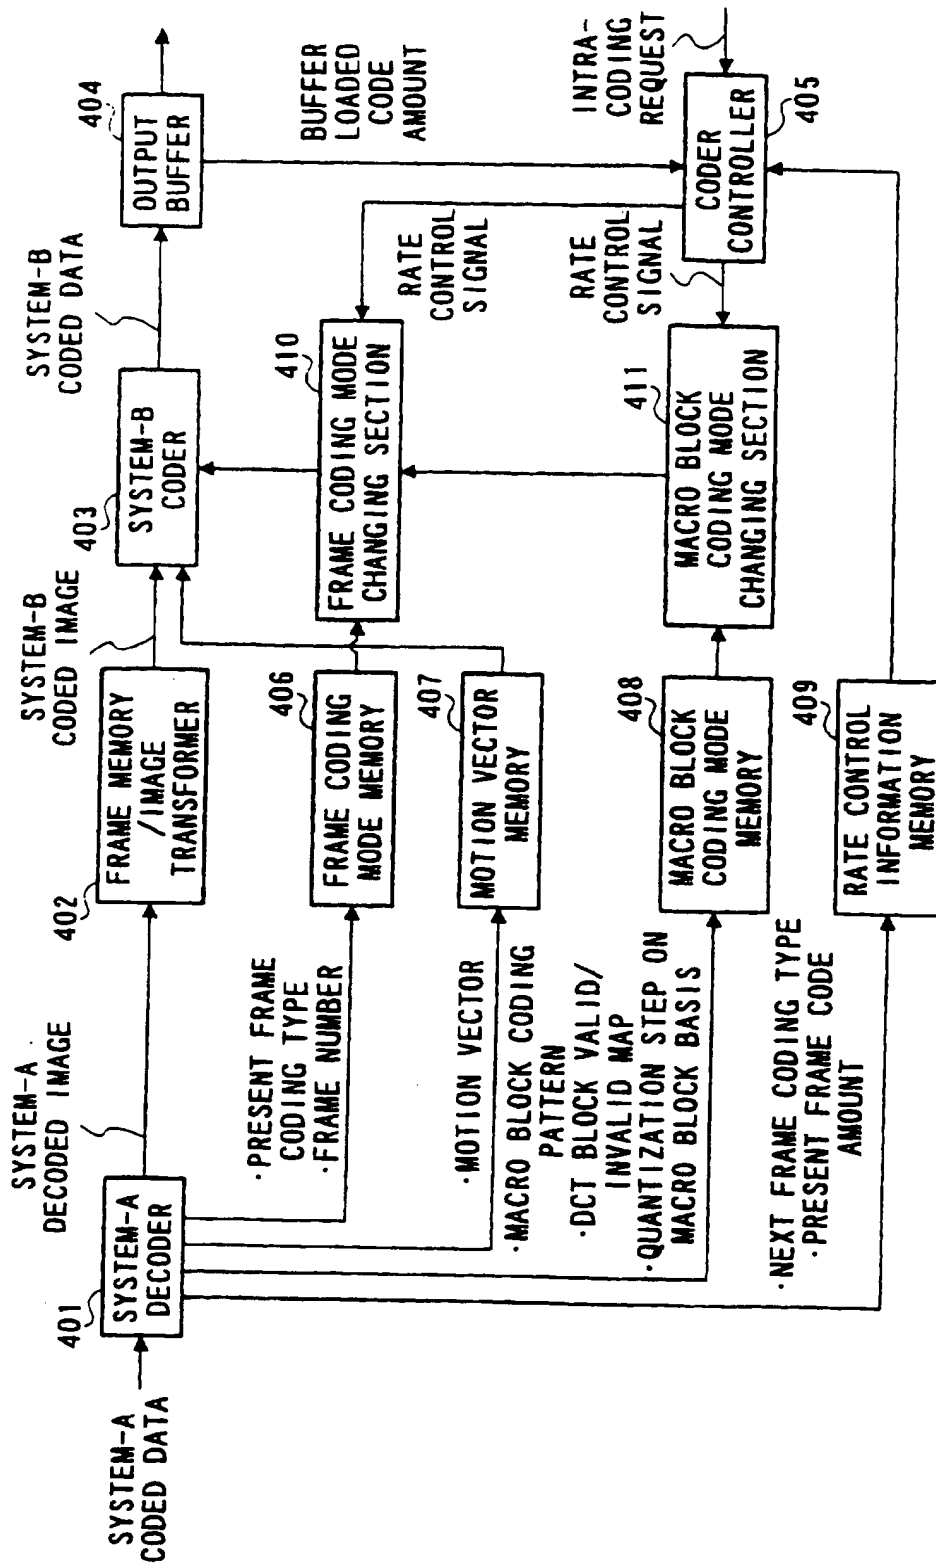 SYSTEM-A
CODED DATA
401
SYSTEM-A
DECODER
SYSTEM-A
DECODED IMAGE
402
FRAME MEMORY
/IMAGE
TRANSFORMER
SYSTEM-B
CODED IMAGE
403
SYSTEM-B
CODER
SYSTEM-B
CODED DATA
404
OUTPUT
BUFFER
·PRESENT FRAME
CODING TYPE
·FRAME NUMBER
406
FRAME CODING
MODE MEMORY
410
FRAME CODING MODE
CHANGING SECTION
RATE
CONTROL
SIGNAL
BUFFER
LOADED
CODE
AMOUNT
·MOTION VECTOR
407
MOTION VECTOR
MEMORY
·MACRO BLOCK CODING
PATTERN
·DCT BLOCK VALID/
INVALID MAP
·QUANTIZATION STEP ON
MACRO BLOCK BASIS
408
MACRO BLOCK
CODING MODE
MEMORY
411
MACRO BLOCK
CODING MODE
CHANGING SECTION
RATE
CONTROL
SIGNAL
CODER
CONTROLLER
405
INTRA-
CODING
REQUEST
·NEXT FRAME CODING TYPE
·PRESENT FRAME CODE
AMOUNT
409
RATE CONTROL
INFORMATION
MEMORY